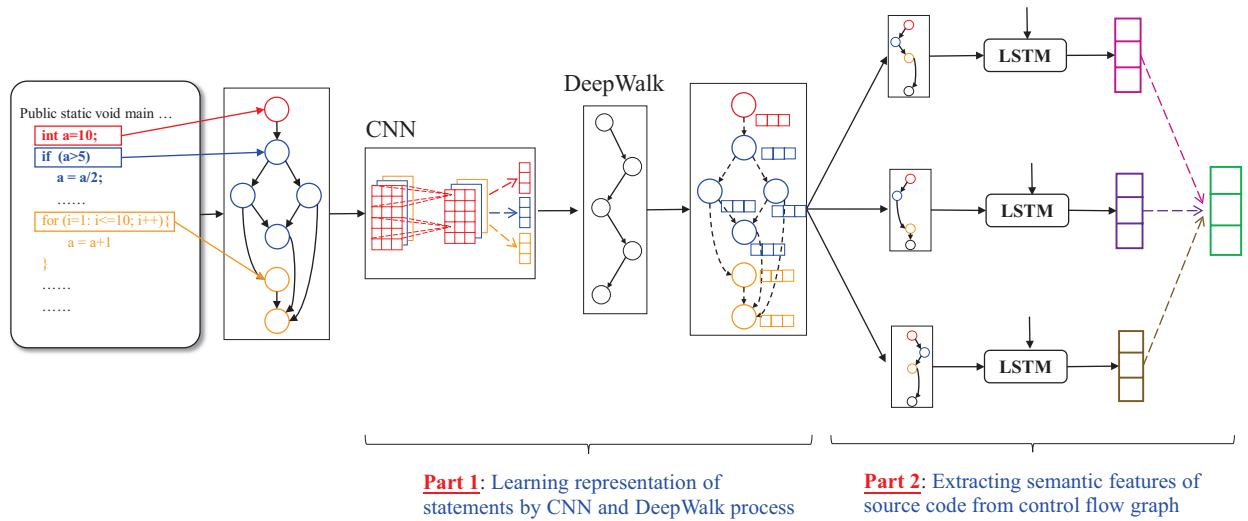 Public static void main …
int a=10;
if (a>5)
a = a/2;
……
for (i=1: i<=10; i++){
a = a+1
}
……
……
CNN
DeepWalk
LSTM
LSTM
LSTM
Part 1: Learning representation of
statements by CNN and DeepWalk process
Part 2: Extracting semantic features of
source code from control flow graph